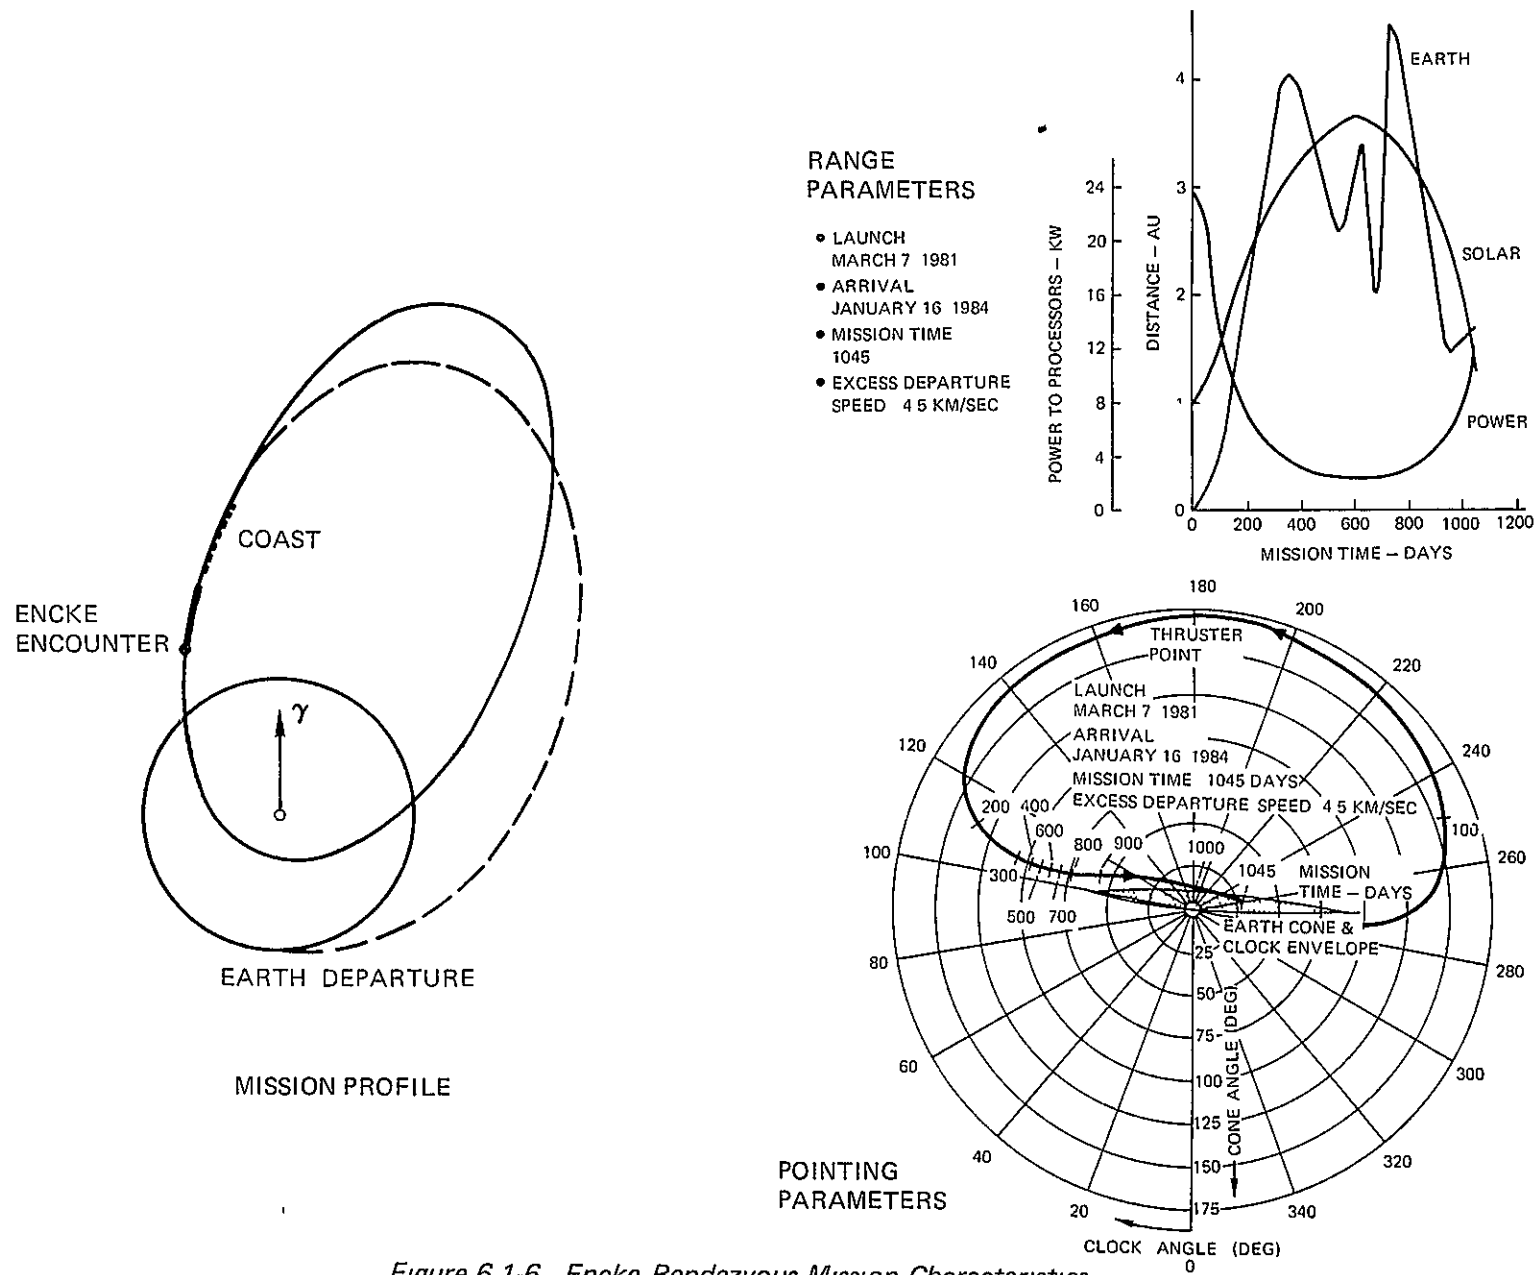 COAST
ENCKE
ENCOUNTER
γ
EARTH DEPARTURE
MISSION PROFILE
RANGE
PARAMETERS
LAUNCH
MARCH 7 1981
ARRIVAL
JANUARY 16 1984
MISSION TIME
1045
EXCESS DEPARTURE
SPEED 4 5 KM/SEC
POWER TO PROCESSORS – KW
24
20
16
12
8
4
0
DISTANCE – AU
4
3
2
1
0
EARTH
SOLAR
POWER
0 200 400 600 800 1000 1200
MISSION TIME – DAYS
180
160
200
140
220
120
240
100
260
80
280
60
300
40
320
20
340
0
THRUSTER
POINT
LAUNCH
MARCH 7 1981
ARRIVAL
JANUARY 16 1984
MISSION TIME 1045 DAYS
EXCESS DEPARTURE SPEED 4 5 KM/SEC
200 400
600
800 900
1000
100
300
1045
MISSION
TIME – DAYS
500 700
EARTH CONE &
CLOCK ENVELOPE
25
50
75
100
125
150
175
CONE ANGLE (DEG)
POINTING
PARAMETERS
CLOCK ANGLE (DEG)
Figure 6.1-6 Encke Rendezvous Mission Characteristics